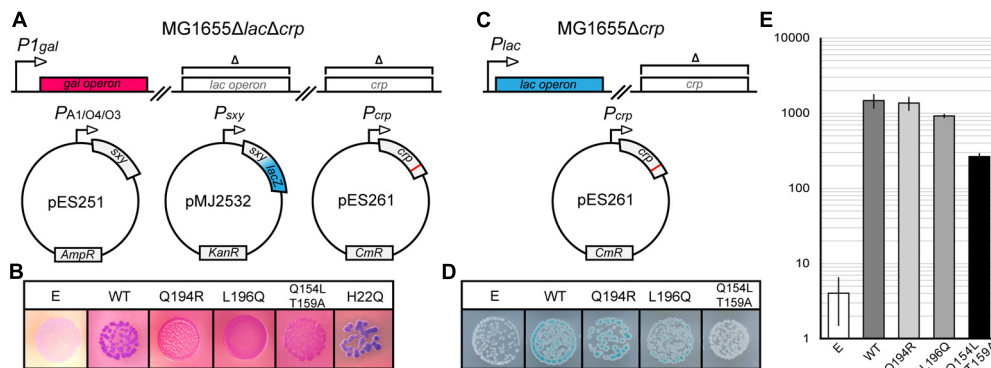 A
MG1655ΔlacΔcrp
P1gal
gal operon
Δ
lac operon
Δ
crp
PA1/O4/O3
sxy
pES251
AmpR
Psxy
sxy lacZ
pMJ2532
KanR
Pcrp
crp
pES261
CmR
B
E WT Q194R L196Q Q154L H22Q
T159A
C
MG1655Δcrp
Plac
lac operon
Δ
crp
Pcrp
crp
pES261
CmR
D
E WT Q194R L196Q Q154L
T159A
E
10000
1000
100
10
1
E
WT
Q194R
L196Q
Q154L
T159A